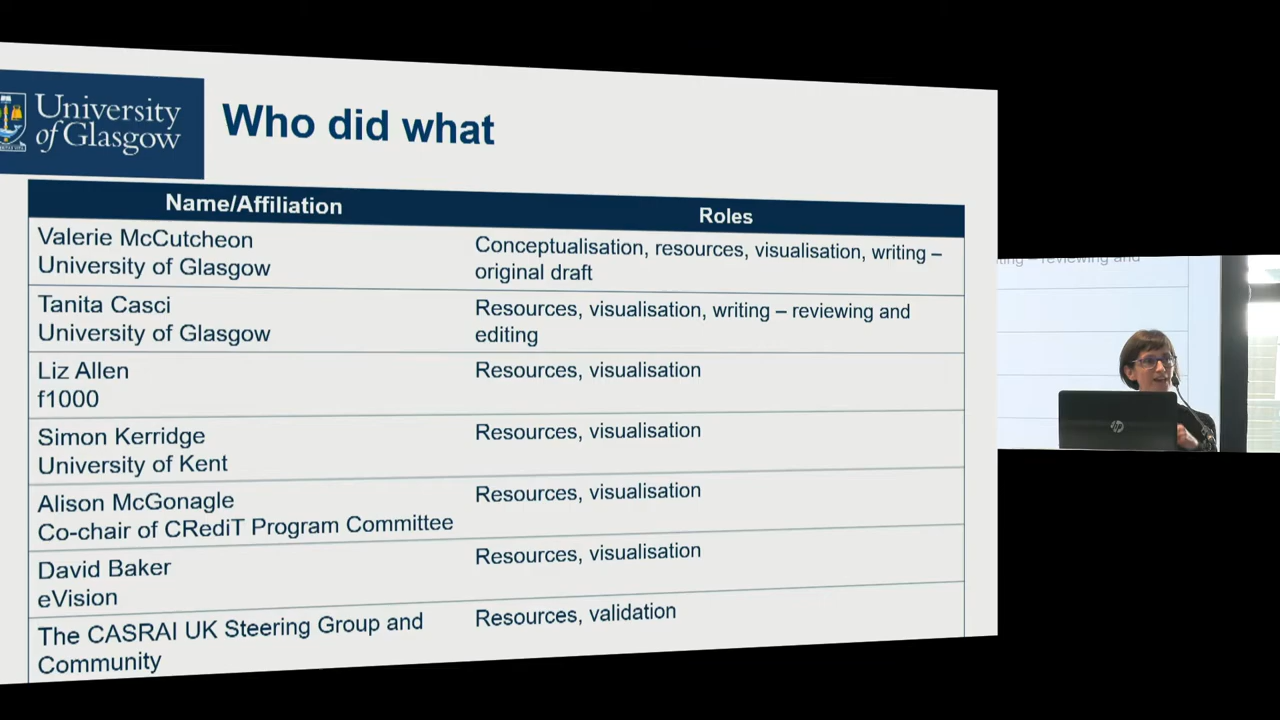 University
of Glasgow
Who did what
Name/Affiliation
Roles
Valerie McCutcheon
University of Glasgow
Conceptualisation, resources, visualisation, writing –
original draft
Tanita Casci
University of Glasgow
Resources, visualisation, writing – reviewing and
editing
Liz Allen
f1000
Resources, visualisation
Simon Kerridge
University of Kent
Resources, visualisation
Alison McGonagle
Co-chair of CRediT Program Committee
Resources, visualisation
David Baker
eVision
Resources, visualisation
The CASRAI UK Steering Group and
Community
Resources, validation
reviewing and
hp